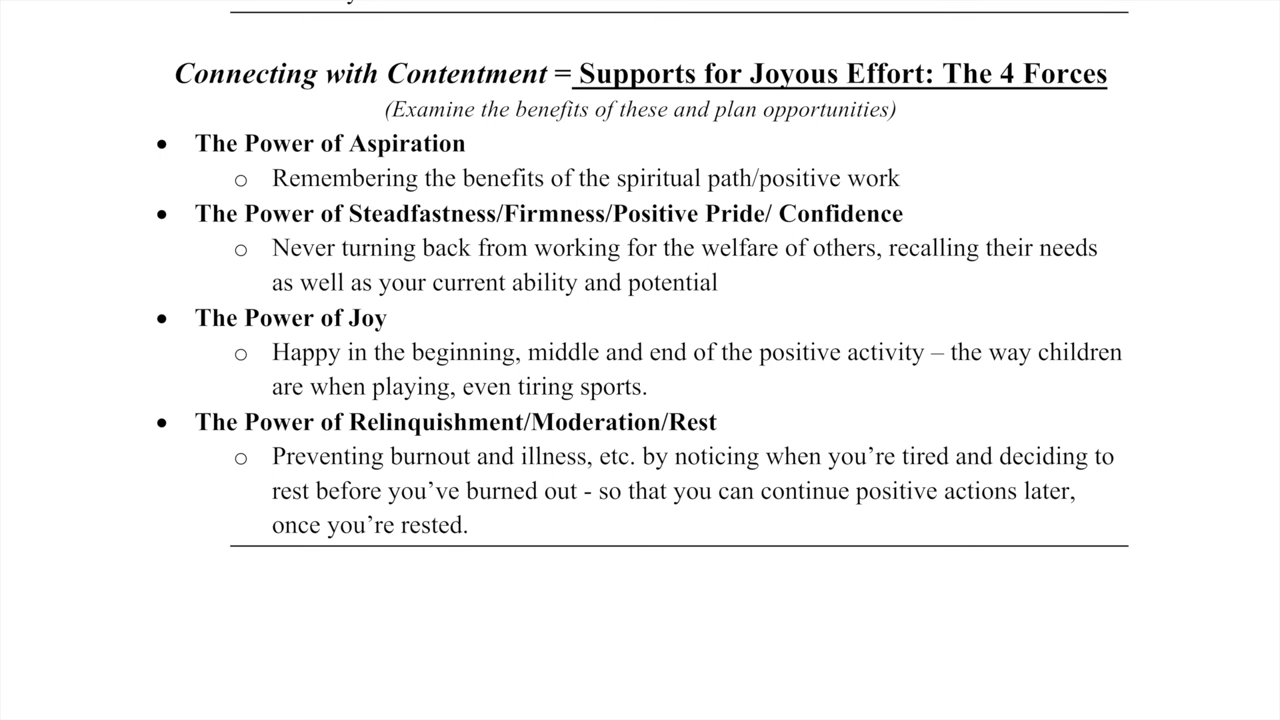 Connecting with Contentment = Supports for Joyous Effort: The 4 Forces
(Examine the benefits of these and plan opportunities)
• The Power of Aspiration
o Remembering the benefits of the spiritual path/positive work
• The Power of Steadfastness/Firmness/Positive Pride/ Confidence
o Never turning back from working for the welfare of others, recalling their needs
as well as your current ability and potential
• The Power of Joy
o Happy in the beginning, middle and end of the positive activity – the way children
are when playing, even tiring sports.
• The Power of Relinquishment/Moderation/Rest
o Preventing burnout and illness, etc. by noticing when you’re tired and deciding to
rest before you’ve burned out - so that you can continue positive actions later,
once you’re rested.